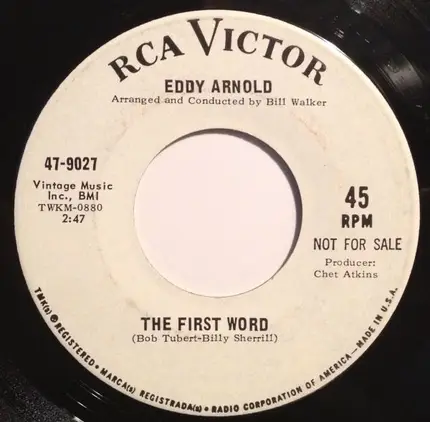 RCA VICTOR
EDDY ARNOLD
Arranged and Conducted by Bill Walker
47-9027
Vintage Music
Inc., BMI
TWKM-0880
2:47
45
RPM
NOT FOR SALE
Producer:
Chet Atkins
THE FIRST WORD
(Bob Tubert-Billy Sherrill)
TMK(s) ® REGISTERED • MARCA(s) REGISTRADA(s) • RADIO CORPORATION OF AMERICA—MADE IN U.S.A.